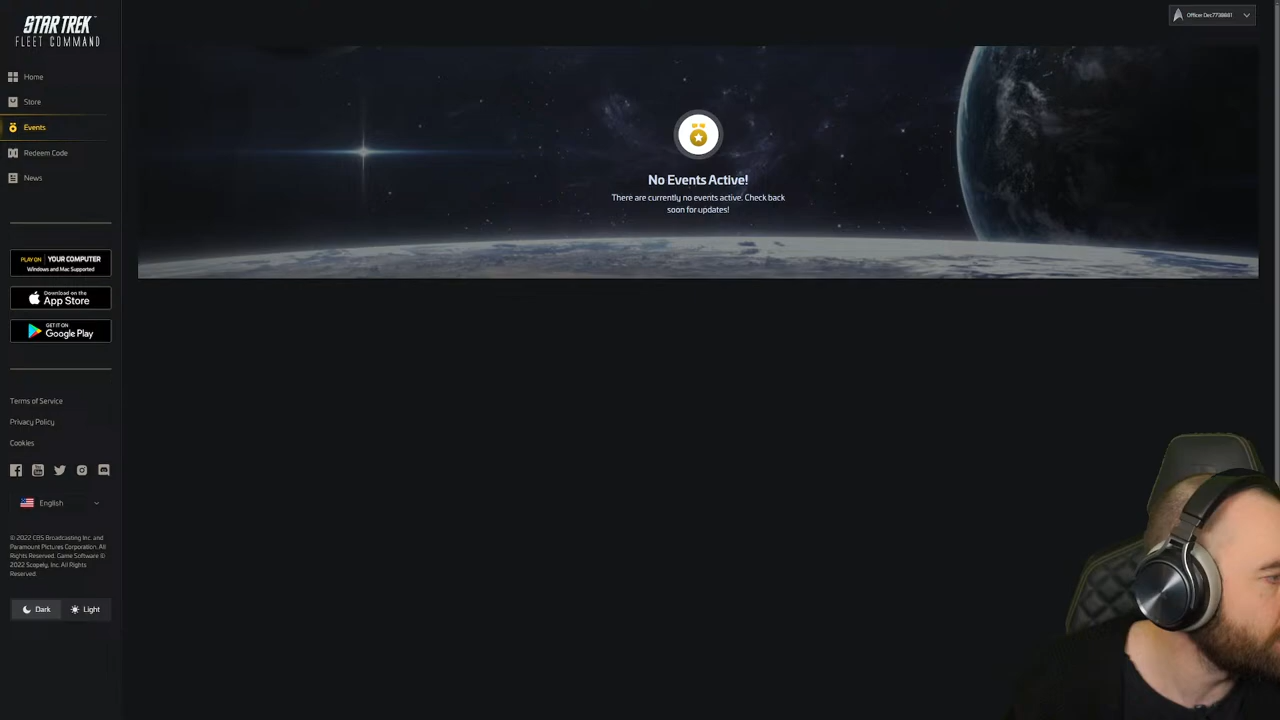 STAR TREK
FLEET COMMAND
Officer Dec7738881
Home
Store
Events
Redeem Code
News
No Events Active!
There are currently no events active. Check back
soon for updates!
PLAY ON YOUR COMPUTER
Windows and Mac Supported
Download on the
App Store
GET IT ON
Google Play
Terms of Service
Privacy Policy
Cookies
English
© 2022 CBS Broadcasting Inc. and
Paramount Pictures Corporation. All
Rights Reserved. Game Software ©
2022 Scopely, Inc. All Rights
Reserved.
Dark Light